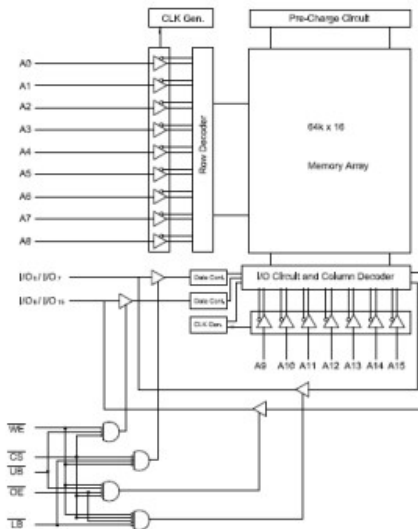 CLK Gen.
Pre-Charge Circuit
A0
A1
A2
A3
A4
A5
A6
A7
A8
Row Decoder
64k x 16
Memory Array
I/O₀ / I/O₇
I/O₈ / I/O₁₅
Data Cont.
Data Cont.
CLK Gen.
I/O Circuit and Column Decoder
A9 A10 A11 A12 A13 A14 A15
WE
CS
UB
OE
LB